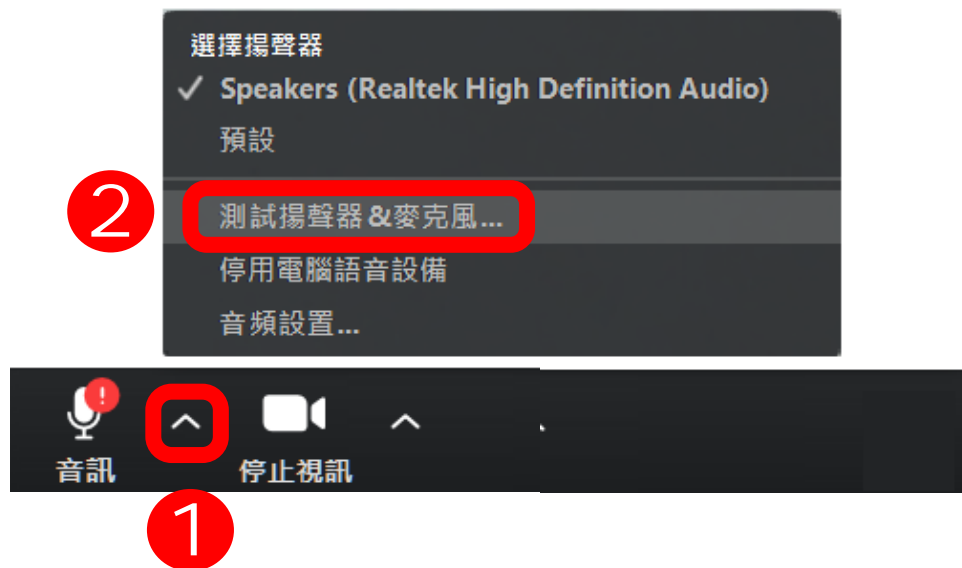 選擇揚聲器
✓ Speakers (Realtek High Definition Audio)
預設
2
測試揚聲器&麥克風...
停用電腦語音設備
音頻設置...
!
音訊
停止視訊
1